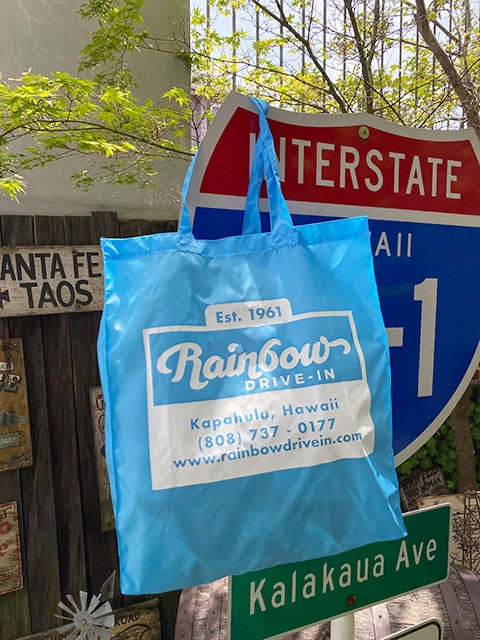 INTERSTATE
AII
-1
ANTA FE
TAOS
Est. 1961
Rainbow
DRIVE-IN
Kapahulu, Hawaii
(808) 737 - 0177
www.rainbowdrivein.com
Kalakaua Ave
ROAD